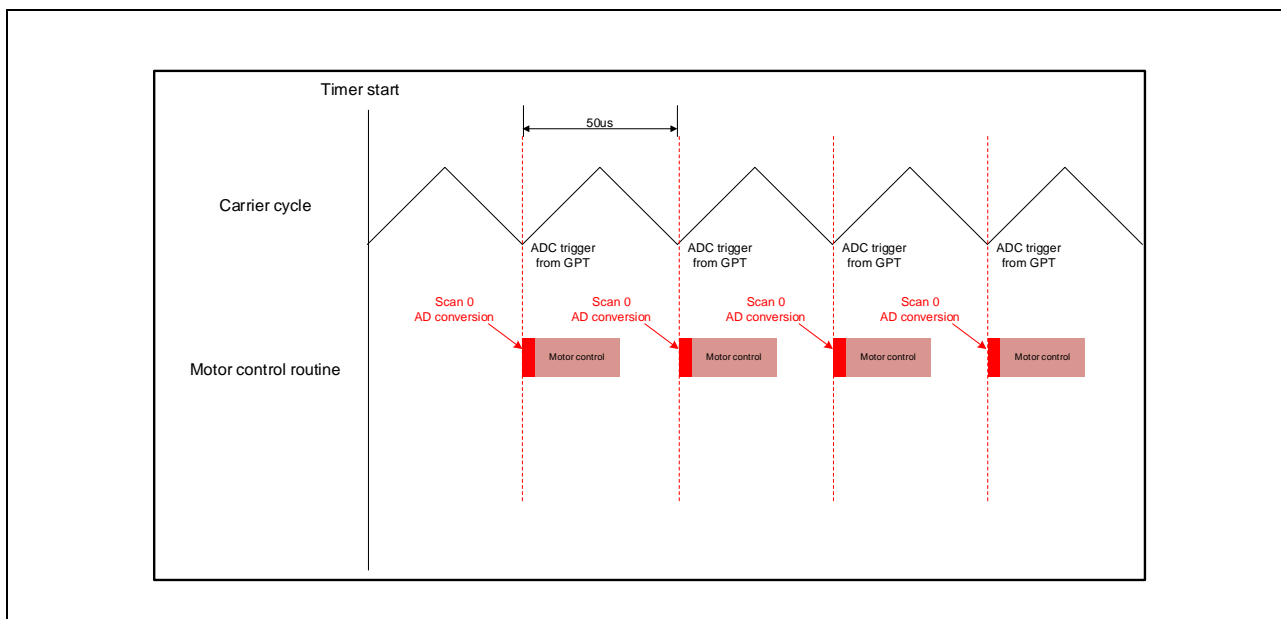 Timer start
50us
Carrier cycle
ADC trigger
from GPT
ADC trigger
from GPT
ADC trigger
from GPT
ADC trigger
from GPT
Scan 0
AD conversion
Scan 0
AD conversion
Scan 0
AD conversion
Scan 0
AD conversion
Motor control routine
Motor control
Motor control
Motor control
Motor control